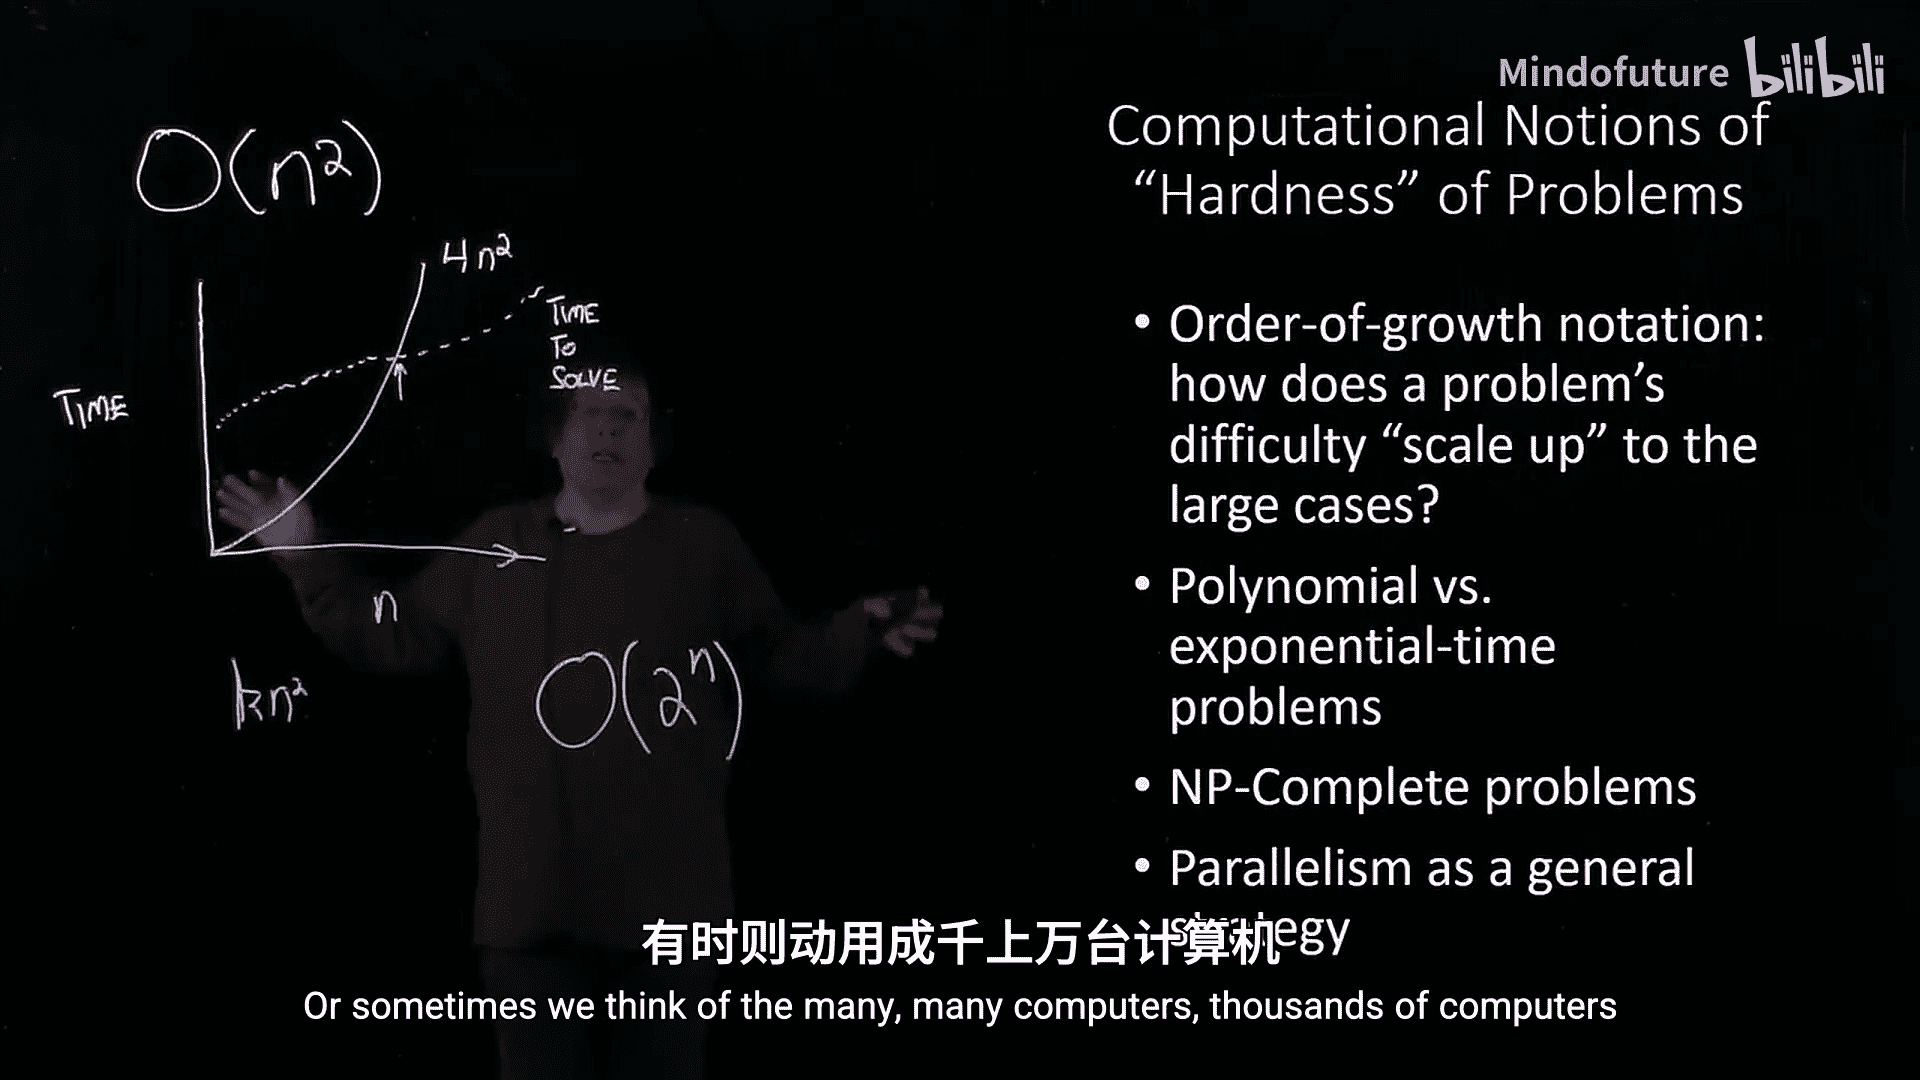 Mindofuture bilibili
O(n²)
4n²
TIME
TO
SOLVE
TIME
n
kn²
O(2ⁿ)
Computational Notions of
“Hardness” of Problems
• Order-of-growth notation:
how does a problem’s
difficulty “scale up” to the
large cases?
• Polynomial vs.
exponential-time
problems
• NP-Complete problems
• Parallelism as a general
strategy
有时则动用成千上万台计算机
Or sometimes we think of the many, many computers, thousands of computers